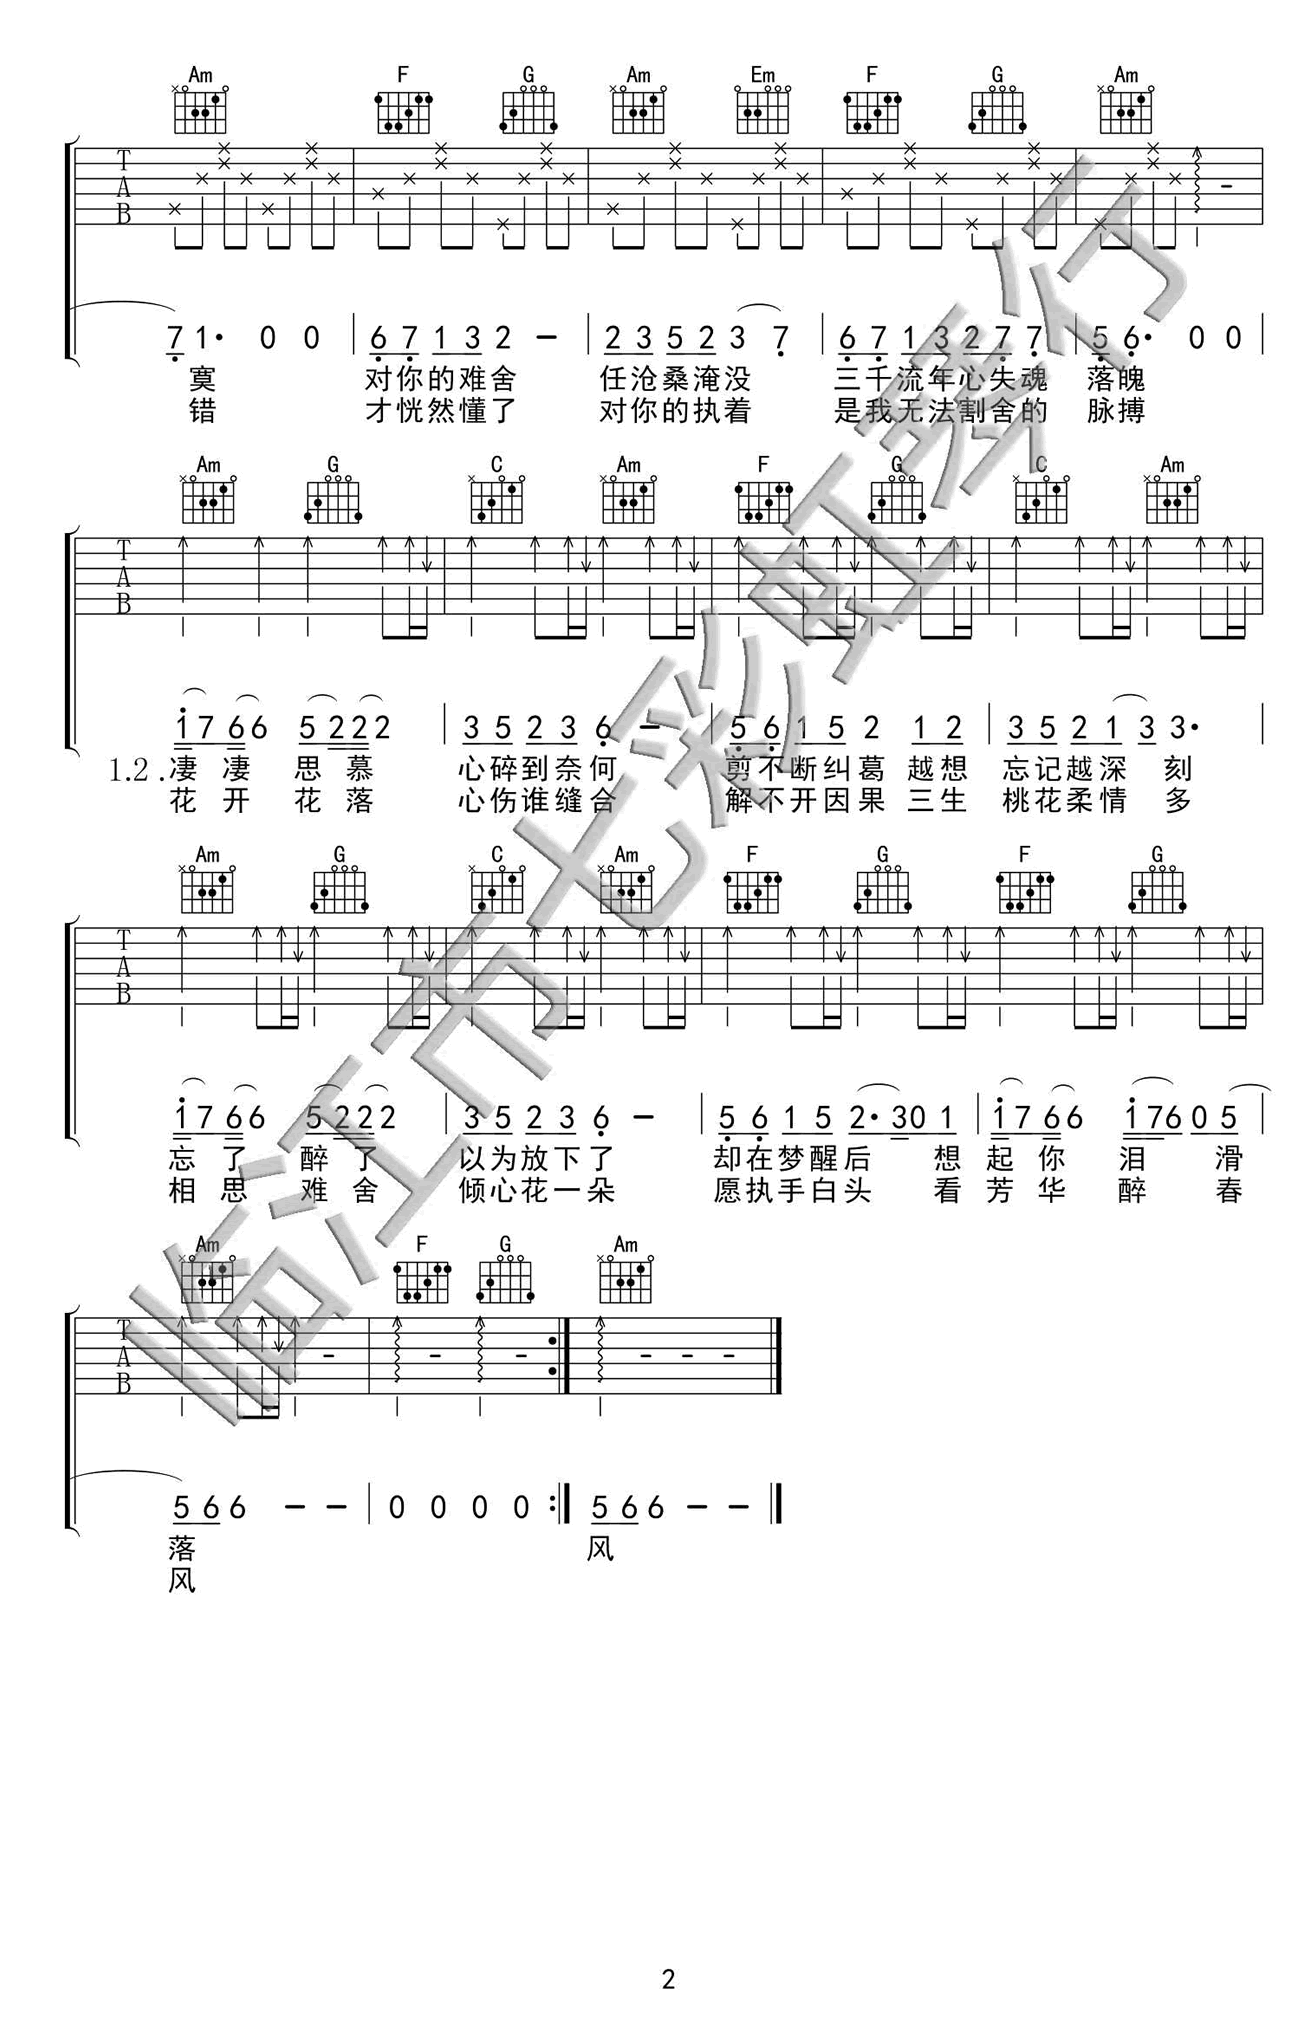 Am F G Am Em F G Am
T
A
B
7 1· 0 0 | 6 7 1 3 2 – | 2 3 5 2 3 7 | 6 7 1 3 2 7 7 | 5 6· 0 0 |
寞 对你的难舍 任沧桑淹没 三千流年心失魂 落魄
错 才恍然懂了 对你的执着 是我无法割舍的 脉搏
Am G C Am F G C Am
T
A
B
1 7 6 6 5 2 2 2 | 3 5 2 3 6 – | 5 6 1 5 2 1 2 | 3 5 2 1 3 3· |
1.2.凄 凄 思 慕 心碎到奈何 剪不断纠葛 越想 忘记越深 刻
花 开 花 落 心伤谁缝合 解不开因果 三生 桃花柔情 多
Am G C Am F G F G
T
A
B
1 7 6 6 5 2 2 2 | 3 5 2 3 6 – | 5 6 1 5 2· 3 0 1 | 1 7 6 6 1 7 6 0 5 |
忘 了 醉 了 以为放下了 却在梦醒后 想 起 你 泪 滑
相 思 难 舍 倾心花一朵 愿执手白头 看 芳 华 醉 春
Am F G Am
T
A
B
5 6 6 – – | 0 0 0 0 :| 5 6 6 – – |
落 风
风
2
临江市七彩虹琴行